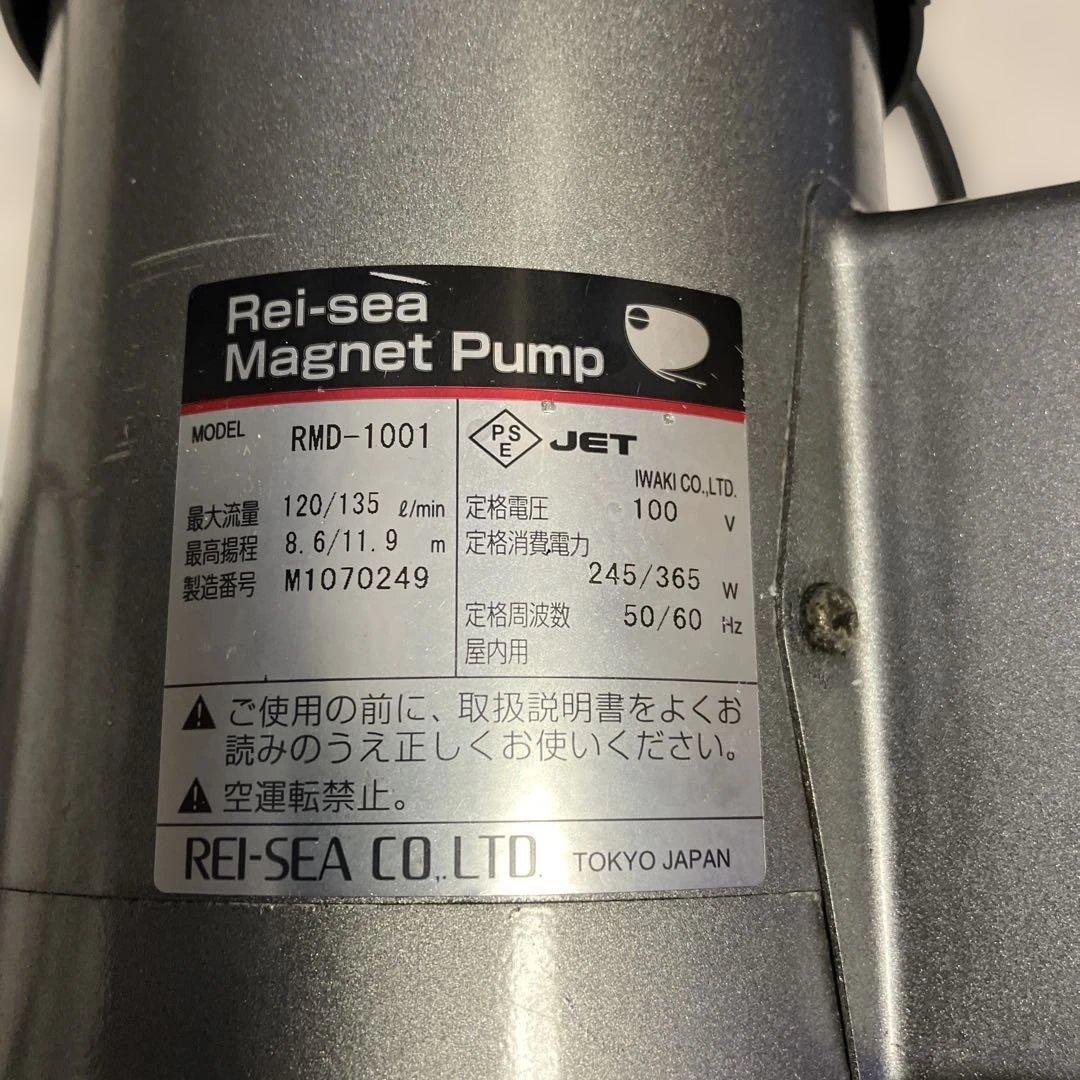 Rei-sea
Magnet Pump
MODEL RMD-1001
最大流量 120/135 ℓ/min
最高揚程 8.6/11.9 m
製造番号 M1070249
PSE JET
IWAKI CO.,LTD.
定格電圧 100 V
定格消費電力
245/365 W
定格周波数 50/60 Hz
屋内用
ご使用の前に、取扱説明書をよくお
読みのうえ正しくお使いください。
空運転禁止。
REI-SEA CO.,LTD. TOKYO JAPAN